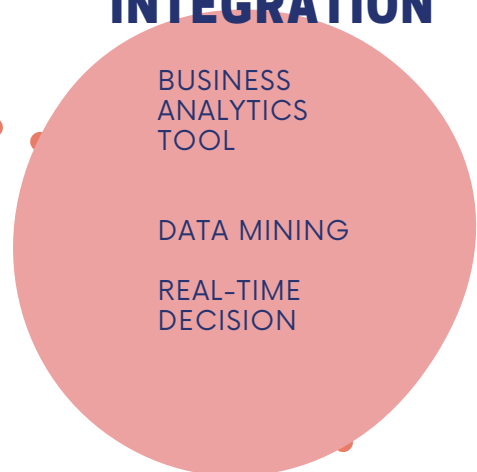 INTEGRATION
BUSINESS
ANALYTICS
TOOL
DATA MINING
REAL-TIME
DECISION